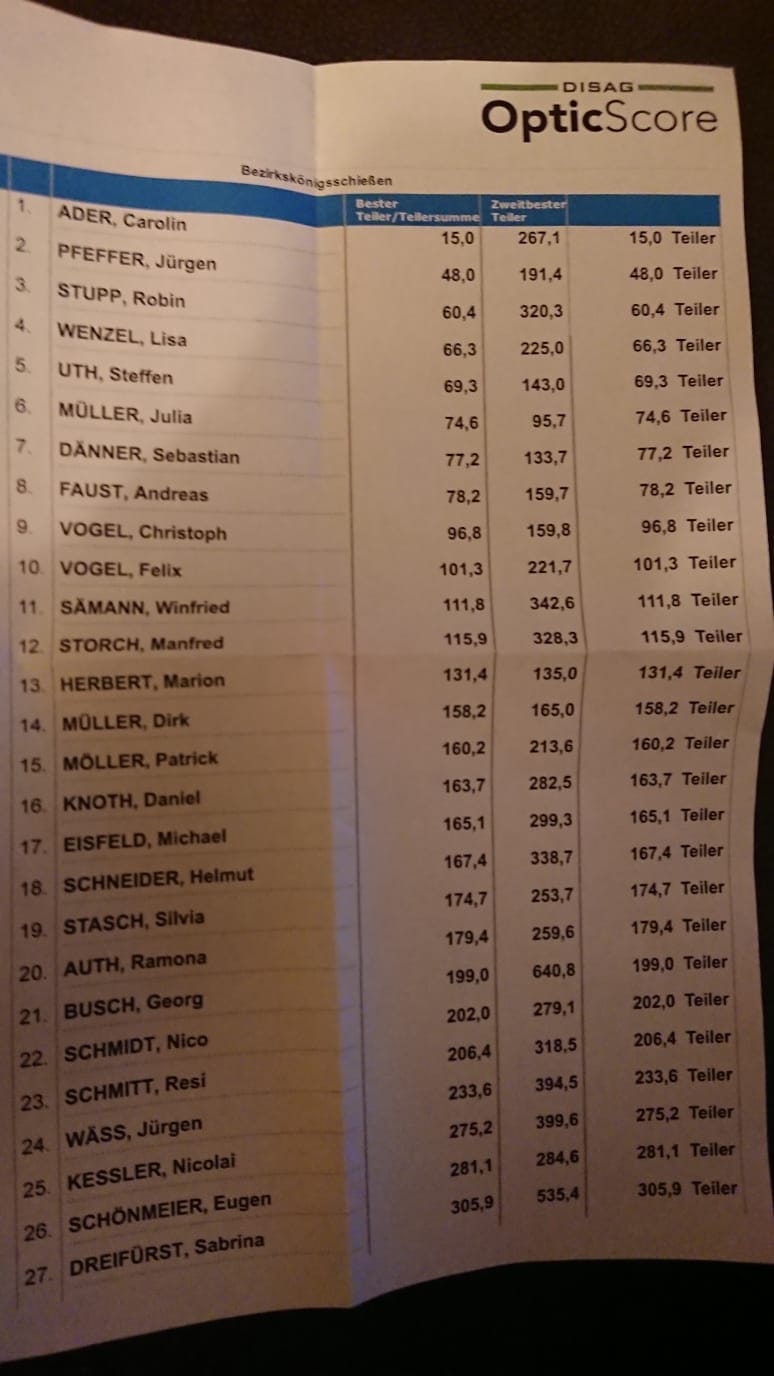 DISAG
OpticScore
Bezirkskönigsschießen
Bester Zweitbester
Teiler/Teilersumme Teiler
1. ADER, Carolin 15,0 267,1 15,0 Teiler
2. PFEFFER, Jürgen 48,0 191,4 48,0 Teiler
3. STUPP, Robin 60,4 320,3 60,4 Teiler
4. WENZEL, Lisa 66,3 225,0 66,3 Teiler
5. UTH, Steffen 69,3 143,0 69,3 Teiler
6. MÜLLER, Julia 74,6 95,7 74,6 Teiler
7. DÄNNER, Sebastian 77,2 133,7 77,2 Teiler
8. FAUST, Andreas 78,2 159,7 78,2 Teiler
9. VOGEL, Christoph 96,8 159,8 96,8 Teiler
10. VOGEL, Felix 101,3 221,7 101,3 Teiler
11. SÄMANN, Winfried 111,8 342,6 111,8 Teiler
12. STORCH, Manfred 115,9 328,3 115,9 Teiler
13. HERBERT, Marion 131,4 135,0 131,4 Teiler
14. MÜLLER, Dirk 158,2 165,0 158,2 Teiler
15. MÖLLER, Patrick 160,2 213,6 160,2 Teiler
16. KNOTH, Daniel 163,7 282,5 163,7 Teiler
17. EISFELD, Michael 165,1 299,3 165,1 Teiler
18. SCHNEIDER, Helmut 167,4 338,7 167,4 Teiler
19. STASCH, Silvia 174,7 253,7 174,7 Teiler
20. AUTH, Ramona 179,4 259,6 179,4 Teiler
21. BUSCH, Georg 199,0 640,8 199,0 Teiler
22. SCHMIDT, Nico 202,0 279,1 202,0 Teiler
23. SCHMITT, Resi 206,4 318,5 206,4 Teiler
24. WÄSS, Jürgen 233,6 394,5 233,6 Teiler
25. KESSLER, Nicolai 275,2 399,6 275,2 Teiler
26. SCHÖNMEIER, Eugen 281,1 284,6 281,1 Teiler
27. DREIFÜRST, Sabrina 305,9 535,4 305,9 Teiler